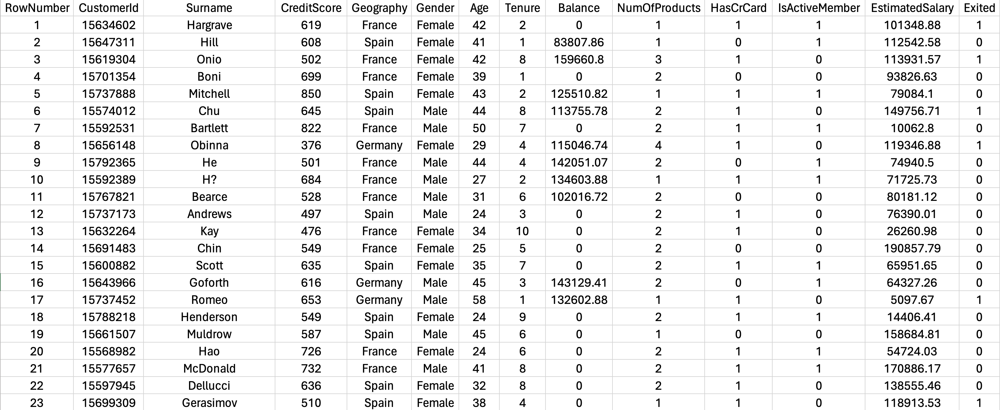 RowNumber CustomerId Surname CreditScore Geography Gender Age Tenure Balance NumOfProducts HasCrCard IsActiveMember EstimatedSalary Exited
1 15634602 Hargrave 619 France Female 42 2 0 1 1 1 101348.88 1
2 15647311 Hill 608 Spain Female 41 1 83807.86 1 0 1 112542.58 0
3 15619304 Onio 502 France Female 42 8 159660.8 3 1 0 113931.57 1
4 15701354 Boni 699 France Female 39 1 0 2 0 0 93826.63 0
5 15737888 Mitchell 850 Spain Female 43 2 125510.82 1 1 1 79084.1 0
6 15574012 Chu 645 Spain Male 44 8 113755.78 2 1 0 149756.71 1
7 15592531 Bartlett 822 France Male 50 7 0 2 1 1 10062.8 0
8 15656148 Obinna 376 Germany Female 29 4 115046.74 4 1 0 119346.88 1
9 15792365 He 501 France Male 44 4 142051.07 2 0 1 74940.5 0
10 15592389 H? 684 France Male 27 2 134603.88 1 1 1 71725.73 0
11 15767821 Bearce 528 France Male 31 6 102016.72 2 0 0 80181.12 0
12 15737173 Andrews 497 Spain Male 24 3 0 2 1 0 76390.01 0
13 15632264 Kay 476 France Female 34 10 0 2 1 0 26260.98 0
14 15691483 Chin 549 France Female 25 5 0 2 0 0 190857.79 0
15 15600882 Scott 635 Spain Female 35 7 0 2 1 1 65951.65 0
16 15643966 Goforth 616 Germany Male 45 3 143129.41 2 0 1 64327.26 0
17 15737452 Romeo 653 Germany Male 58 1 132602.88 1 1 0 5097.67 1
18 15788218 Henderson 549 Spain Female 24 9 0 2 1 1 14406.41 0
19 15661507 Muldrow 587 Spain Male 45 6 0 1 0 0 158684.81 0
20 15568982 Hao 726 France Female 24 6 0 2 1 1 54724.03 0
21 15577657 McDonald 732 France Male 41 8 0 2 1 1 170886.17 0
22 15597945 Dellucci 636 Spain Female 32 8 0 2 1 0 138555.46 0
23 15699309 Gerasimov 510 Spain Female 38 4 0 1 1 0 118913.53 1